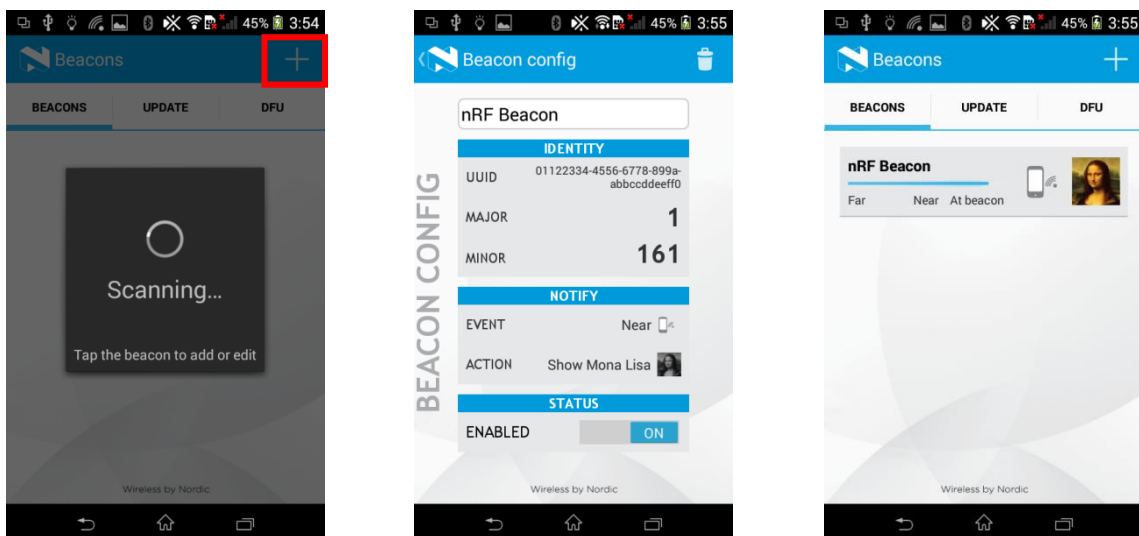 45% 3:54
Beacons
BEACONS UPDATE DFU
Scanning...
Tap the beacon to add or edit
Wireless by Nordic
45% 3:55
Beacon config
BEACON CONFIG
nRF Beacon
IDENTITY
UUID 01122334-4556-6778-899a-
abbccddeeff0
MAJOR 1
MINOR 161
NOTIFY
EVENT Near
ACTION Show Mona Lisa
STATUS
ENABLED ON
Wireless by Nordic
45% 3:55
Beacons
BEACONS UPDATE DFU
nRF Beacon
Far Near At beacon
Wireless by Nordic